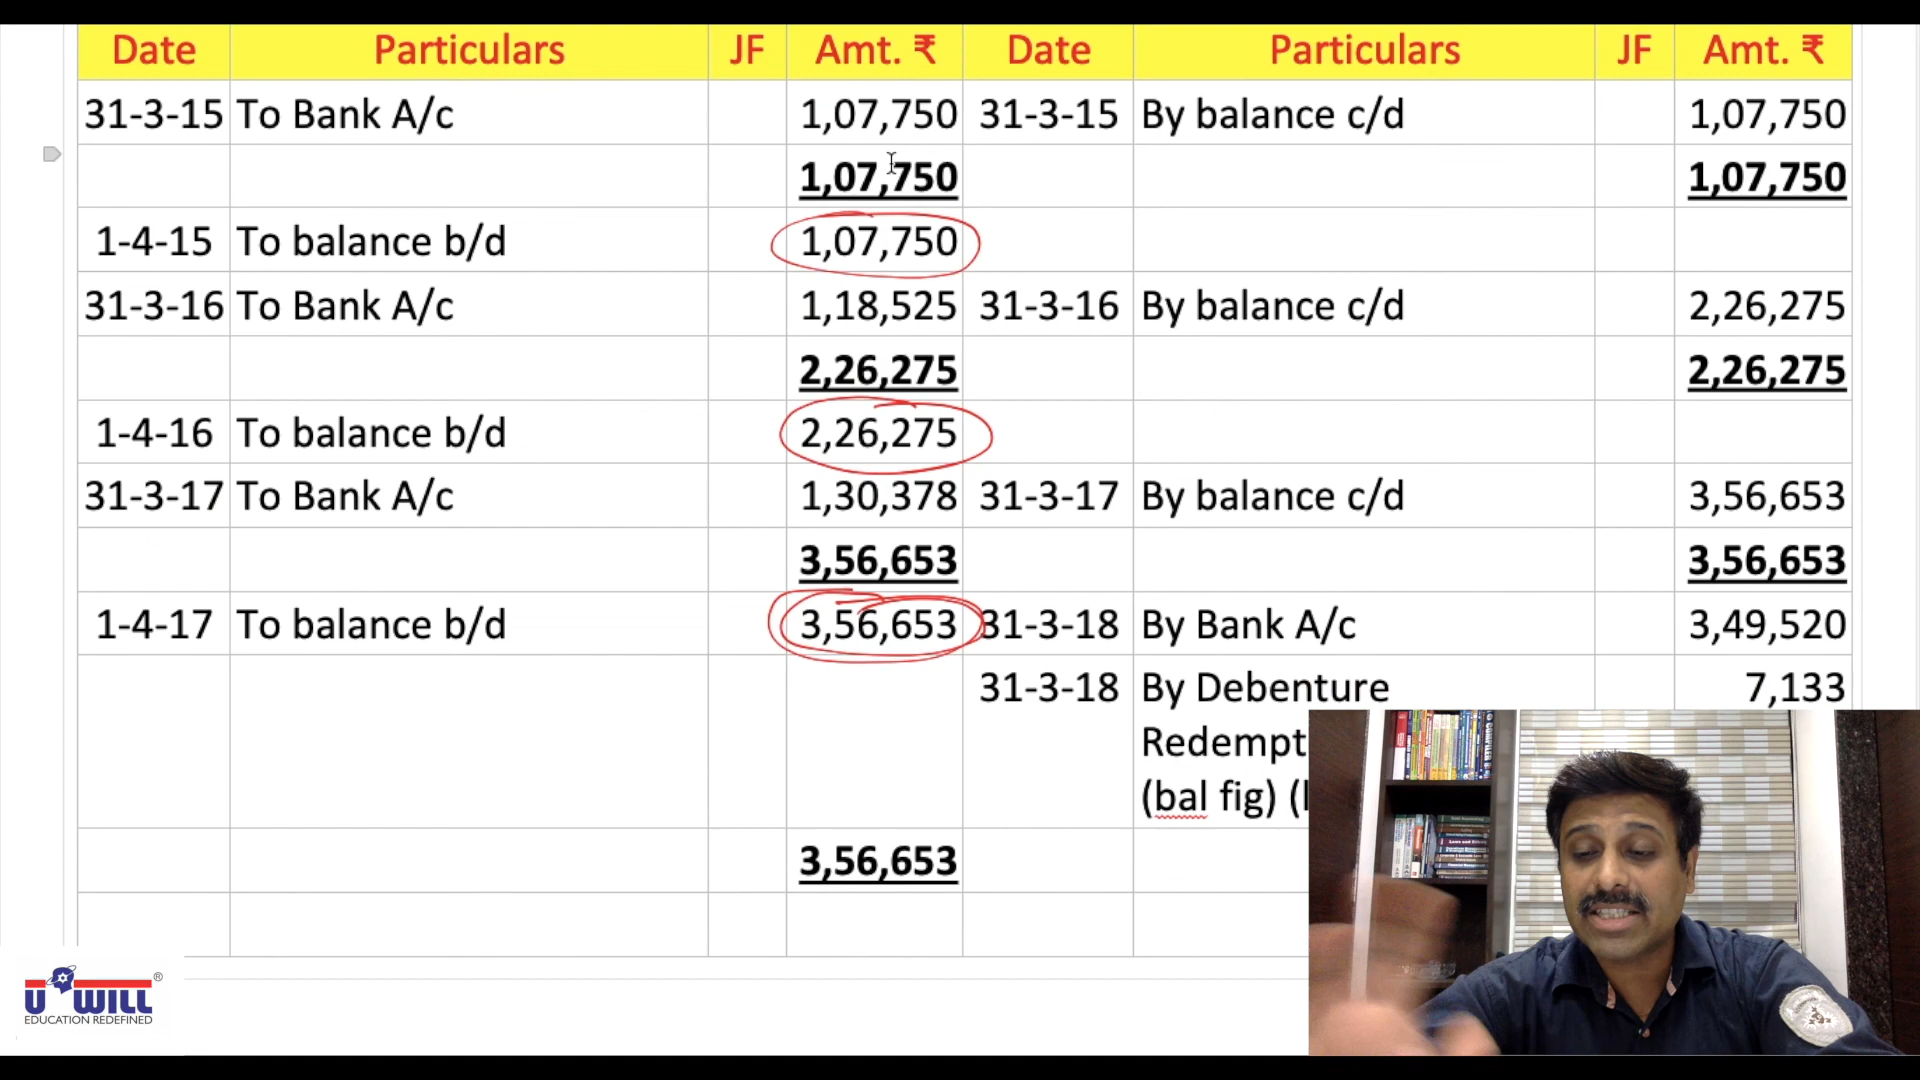 Date Particulars JF Amt. ₹ Date Particulars JF Amt. ₹
31-3-15 To Bank A/c 1,07,750 31-3-15 By balance c/d 1,07,750
1,07,750 1,07,750
1-4-15 To balance b/d 1,07,750
31-3-16 To Bank A/c 1,18,525 31-3-16 By balance c/d 2,26,275
2,26,275 2,26,275
1-4-16 To balance b/d 2,26,275
31-3-17 To Bank A/c 1,30,378 31-3-17 By balance c/d 3,56,653
3,56,653 3,56,653
1-4-17 To balance b/d 3,56,653 31-3-18 By Bank A/c 3,49,520
31-3-18 By Debenture 7,133
Redempt
(bal fig) (
3,56,653
U WILL ®
EDUCATION REDEFINED